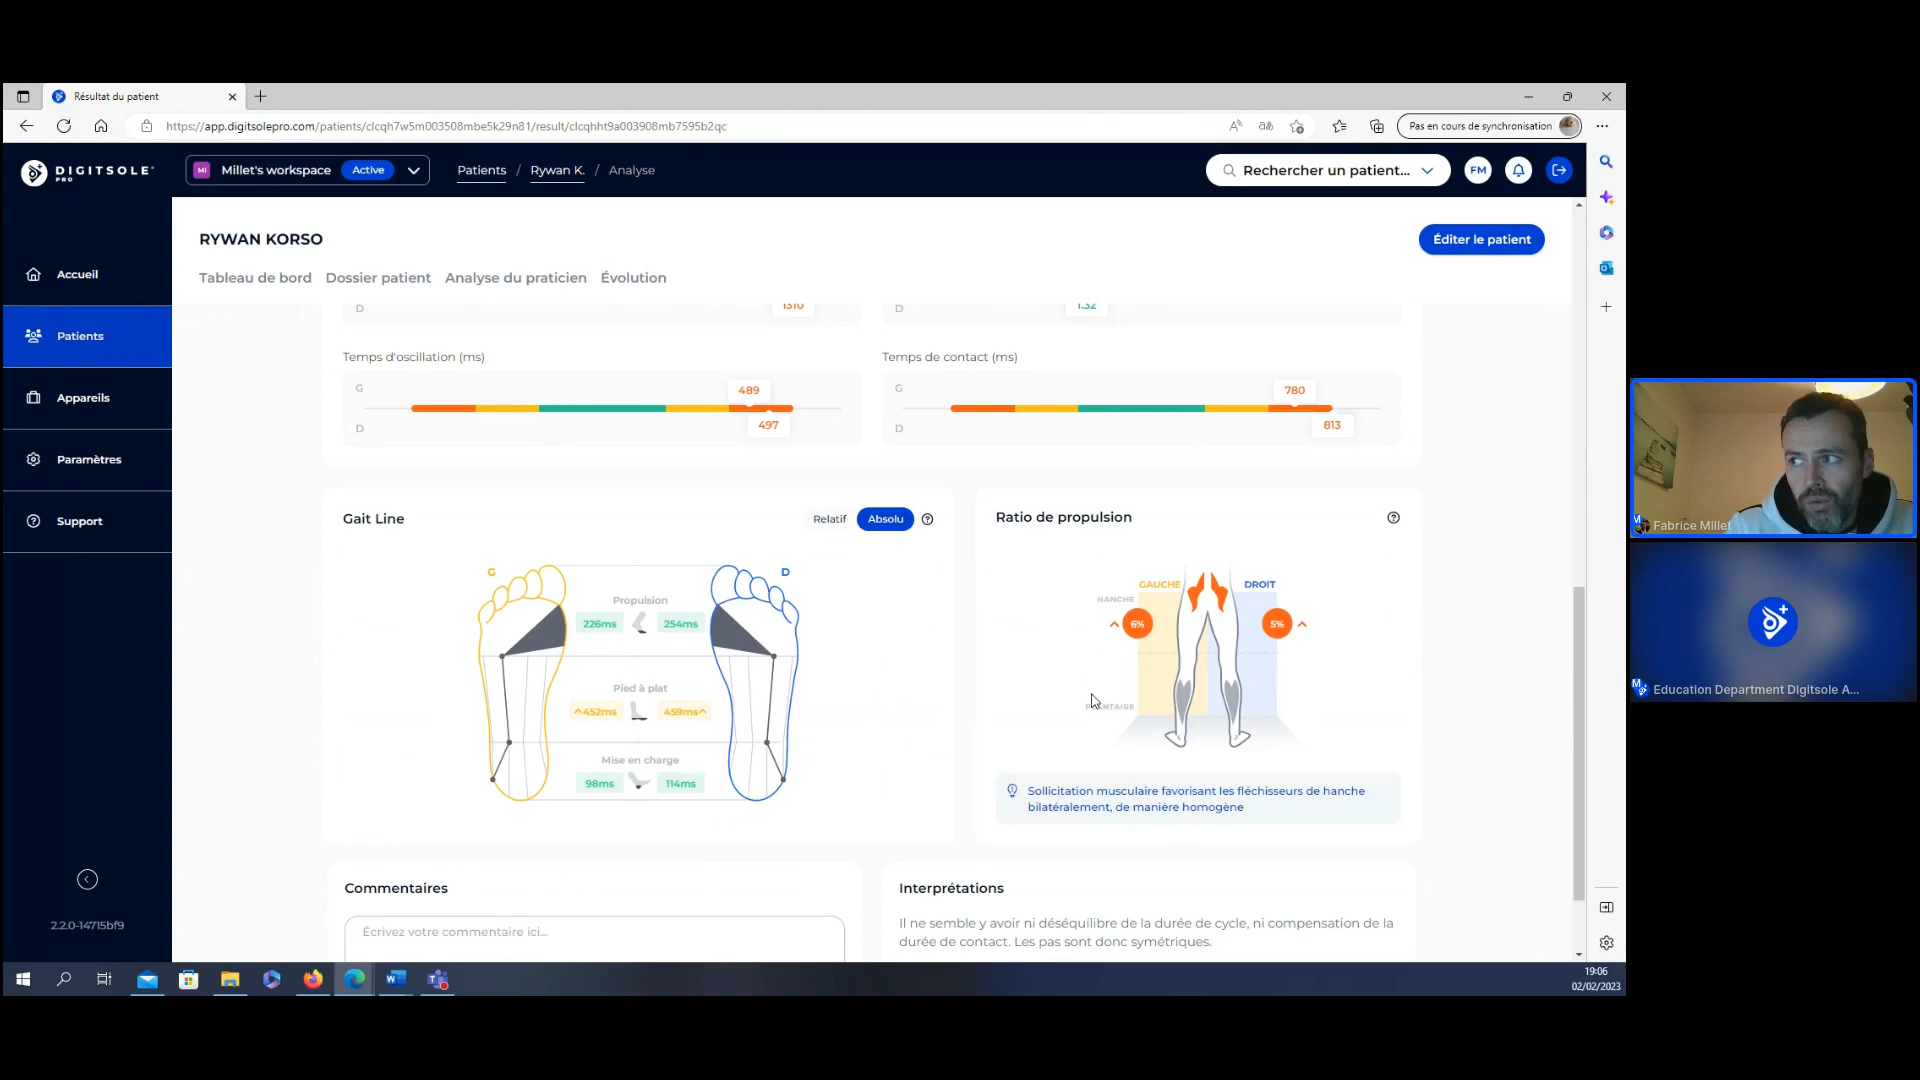 Résultat du patient
https://app.digitsolepro.com/patients/clcqh7w5m003508mbe5k29n81/result/clcqhht9a003908mb7595b2qc
Pas en cours de synchronisation
DIGITSOLE
PRO
MI Millet's workspace Active
Patients / Rywan K. / Analyse
Rechercher un patient...
FM
RYWAN KORSO
Éditer le patient
Tableau de bord Dossier patient Analyse du praticien Évolution
Accueil
Patients
Appareils
Paramètres
Support
2.2.0-14715bf9
D 1310
D 1.32
Temps d'oscillation (ms)
G 489
D 497
Temps de contact (ms)
G 780
D 813
Gait Line
Relatif Absolu
G D
Propulsion
226ms 254ms
Pied à plat
452ms 459ms
Mise en charge
98ms 114ms
Ratio de propulsion
GAUCHE DROIT
HANCHE
6% 5%
PLANTAIRE
Sollicitation musculaire favorisant les fléchisseurs de hanche
bilatéralement, de manière homogène
Commentaires
Écrivez votre commentaire ici...
Interprétations
Il ne semble y avoir ni déséquilibre de la durée de cycle, ni compensation de la
durée de contact. Les pas sont donc symétriques.
19:06
02/02/2023
Fabrice Millet
Education Department Digitsole A...